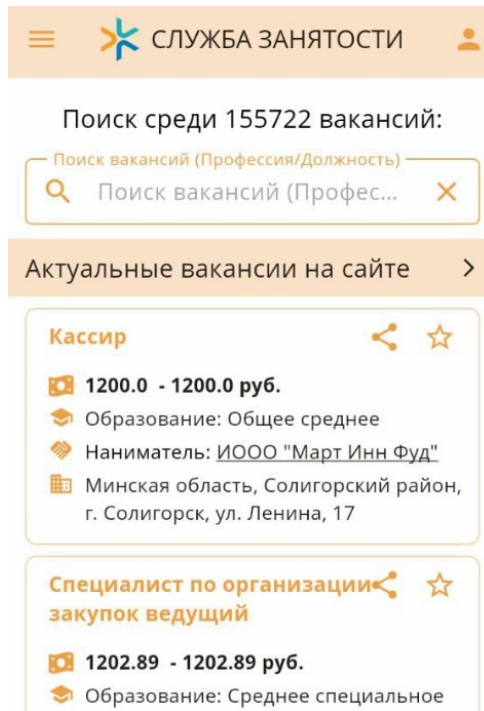 СЛУЖБА ЗАНЯТОСТИ
Поиск среди 155722 вакансий:
Поиск вакансий (Профессия/Должность)
Поиск вакансий (Профес...
Актуальные вакансии на сайте
Кассир
1200.0 - 1200.0 руб.
Образование: Общее среднее
Наниматель: ИООО "Март Инн Фуд"
Минская область, Солигорский район,
г. Солигорск, ул. Ленина, 17
Специалист по организации
закупок ведущий
1202.89 - 1202.89 руб.
Образование: Среднее специальное